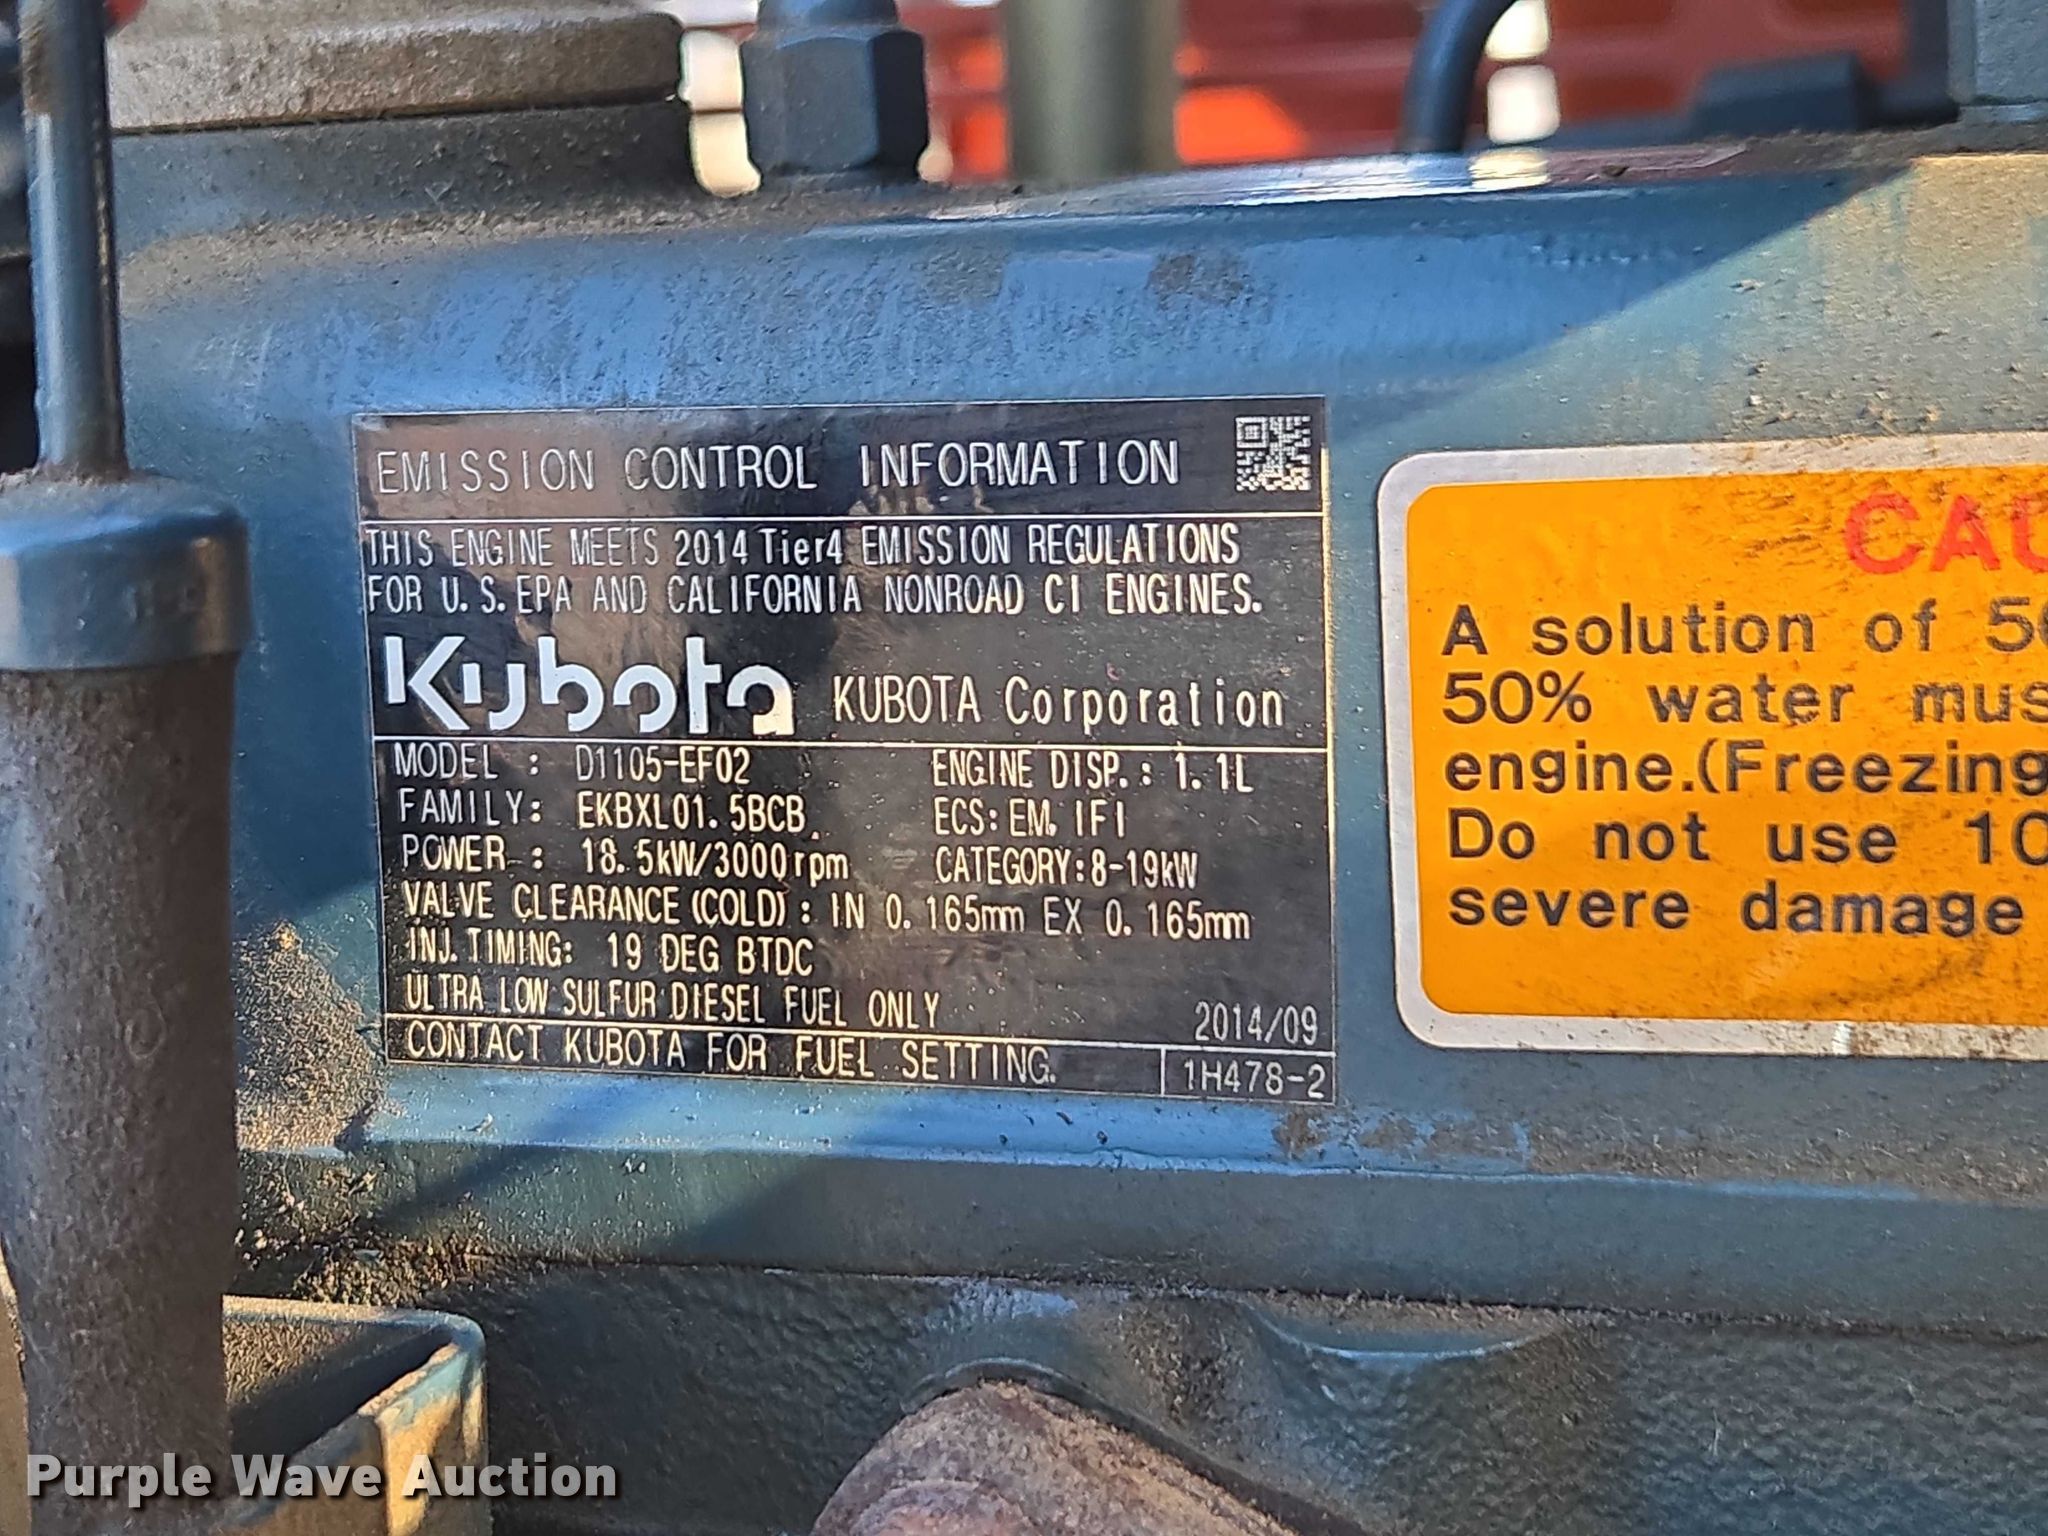 EMISSION CONTROL INFORMATION
THIS ENGINE MEETS 2014 Tier4 EMISSION REGULATIONS
FOR U.S.EPA AND CALIFORNIA NONROAD CI ENGINES.
Kubota KUBOTA Corporation
MODEL : D1105-EF02 ENGINE DISP.: 1.1L
FAMILY: EKBXL01.5BCB ECS: EM, IFI
POWER : 18.5kW/3000rpm CATEGORY:8-19kW
VALVE CLEARANCE (COLD) : IN 0.165mm EX 0.165mm
INJ.TIMING: 19 DEG BTDC
ULTRA LOW SULFUR DIESEL FUEL ONLY 2014/09
CONTACT KUBOTA FOR FUEL SETTING. 1H478-2
CAU
A solution of 50
50% water mus
engine.(Freezing
Do not use 10
severe damage
Purple Wave Auction